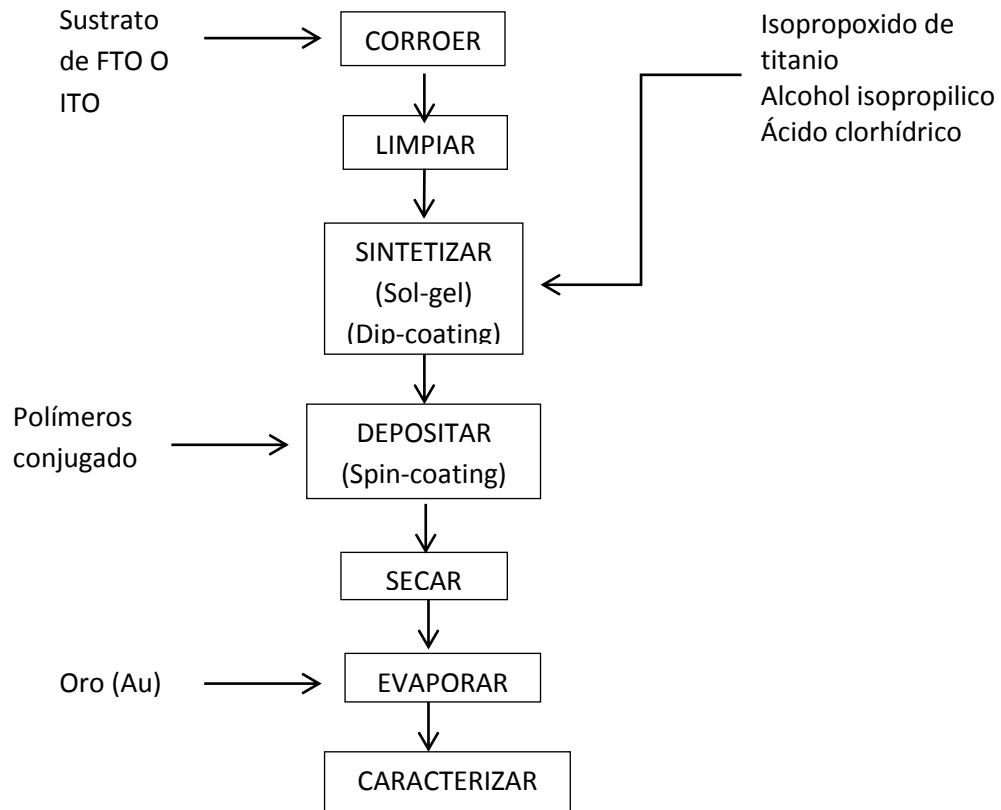 Sustrato
de FTO O
ITO
CORROER
Isopropoxido de
titanio
Alcohol isopropilico
Ácido clorhídrico
LIMPIAR
SINTETIZAR
(Sol-gel)
(Dip-coating)
Polímeros
conjugado
DEPOSITAR
(Spin-coating)
SECAR
Oro (Au)
EVAPORAR
CARACTERIZAR